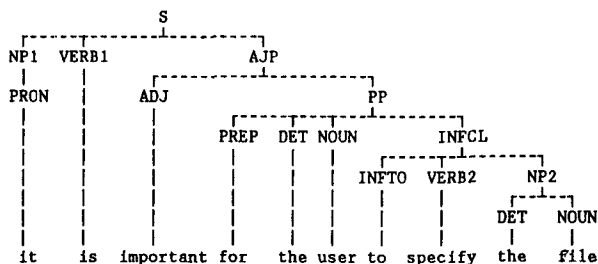 S
NP1 VERB1 AJP
PRON ADJ PP
PREP DET NOUN INFCL
INFTO VERB2 NP2
DET NOUN
it is important for the user to specify the file